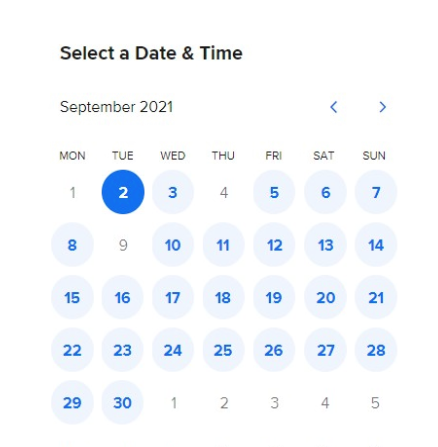 Select a Date & Time
September 2021
MON TUE WED THU FRI SAT SUN
1 2 3 4 5 6 7
8 9 10 11 12 13 14
15 16 17 18 19 20 21
22 23 24 25 26 27 28
29 30 1 2 3 4 5